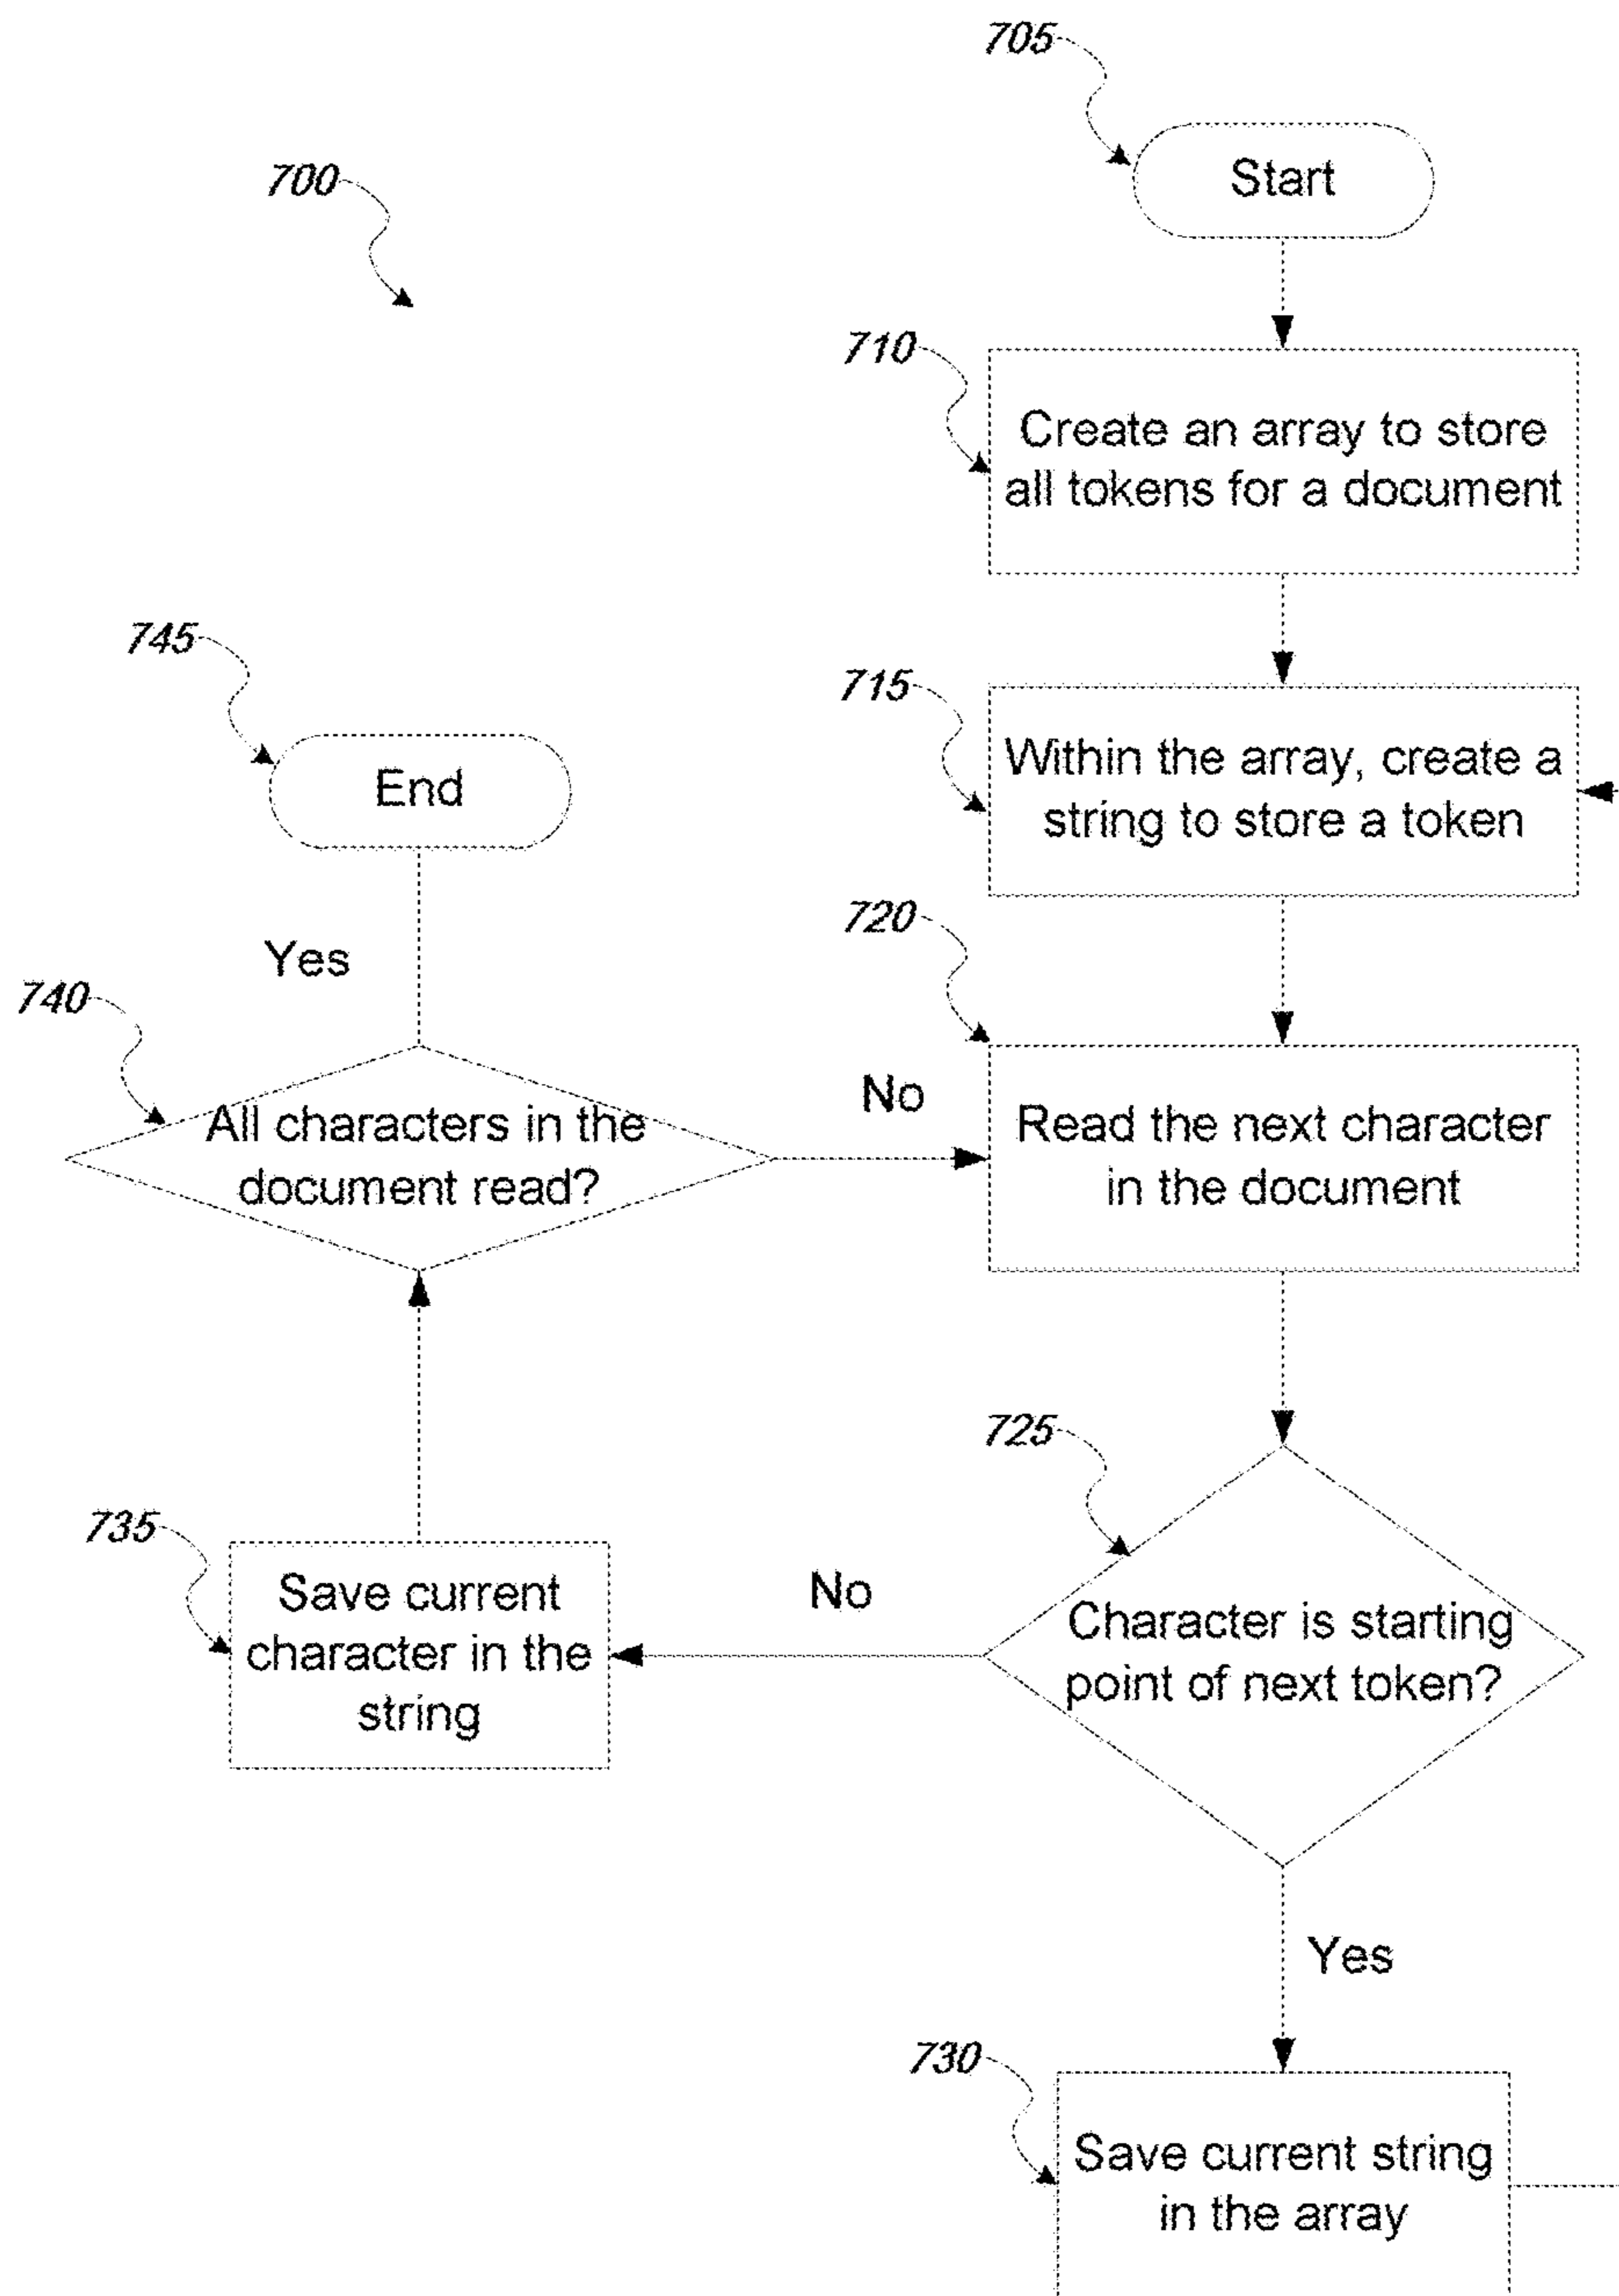 705
Start
700
710
Create an array to store
all tokens for a document
745
End
715
Within the array, create a
string to store a token
Yes
720
740
All characters in the
document read?
No
Read the next character
in the document
725
Character is starting
point of next token?
No
735
Save current
character in the
string
Yes
730
Save current string
in the array